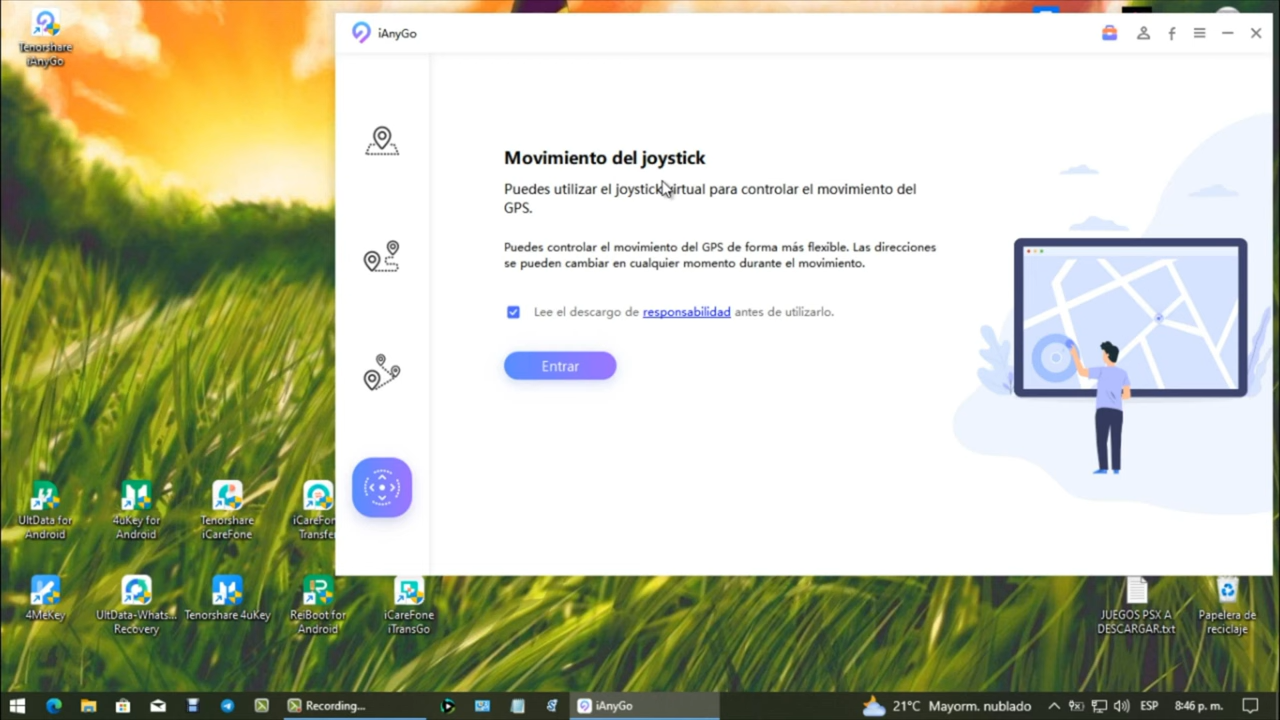 Tenorshare
iAnyGo
iAnyGo
Movimiento del joystick
Puedes utilizar el joystick virtual para controlar el movimiento del
GPS.
Puedes controlar el movimiento del GPS de forma más flexible. Las direcciones
se pueden cambiar en cualquier momento durante el movimiento.
Lee el descargo de responsabilidad antes de utilizarlo.
Entrar
UltData for
Android
4uKey for
Android
Tenorshare
iCareFone
iCareFon
Transfe
4MeKey
UltData-Whats...
Recovery
Tenorshare 4uKey
ReiBoot for
Android
iCareFone
iTransGo
JUEGOS PSX A
DESCARGAR.txt
Papelera de
reciclaje
Recording...
iAnyGo
21°C Mayorm. nublado
ESP
8:46 p. m.